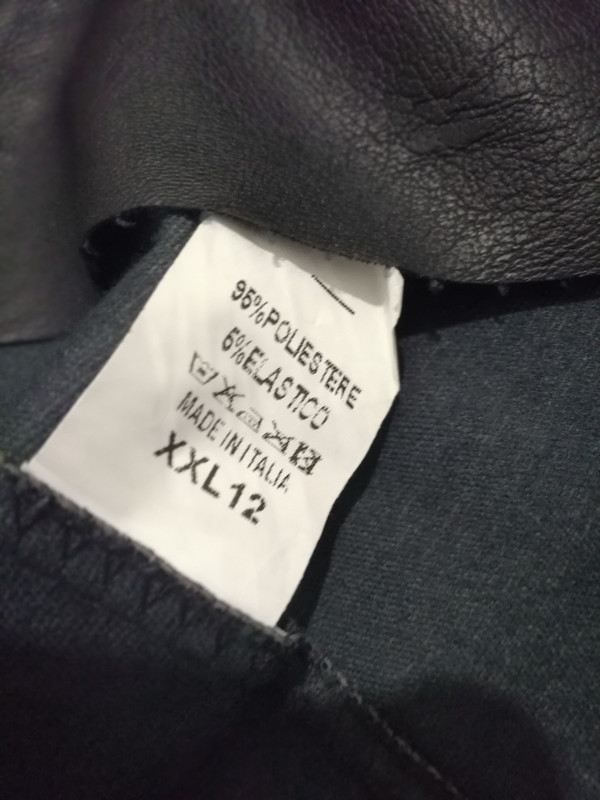 95%POLIESTERE
5%ELASTICO
MADE IN ITALIA
XXL12